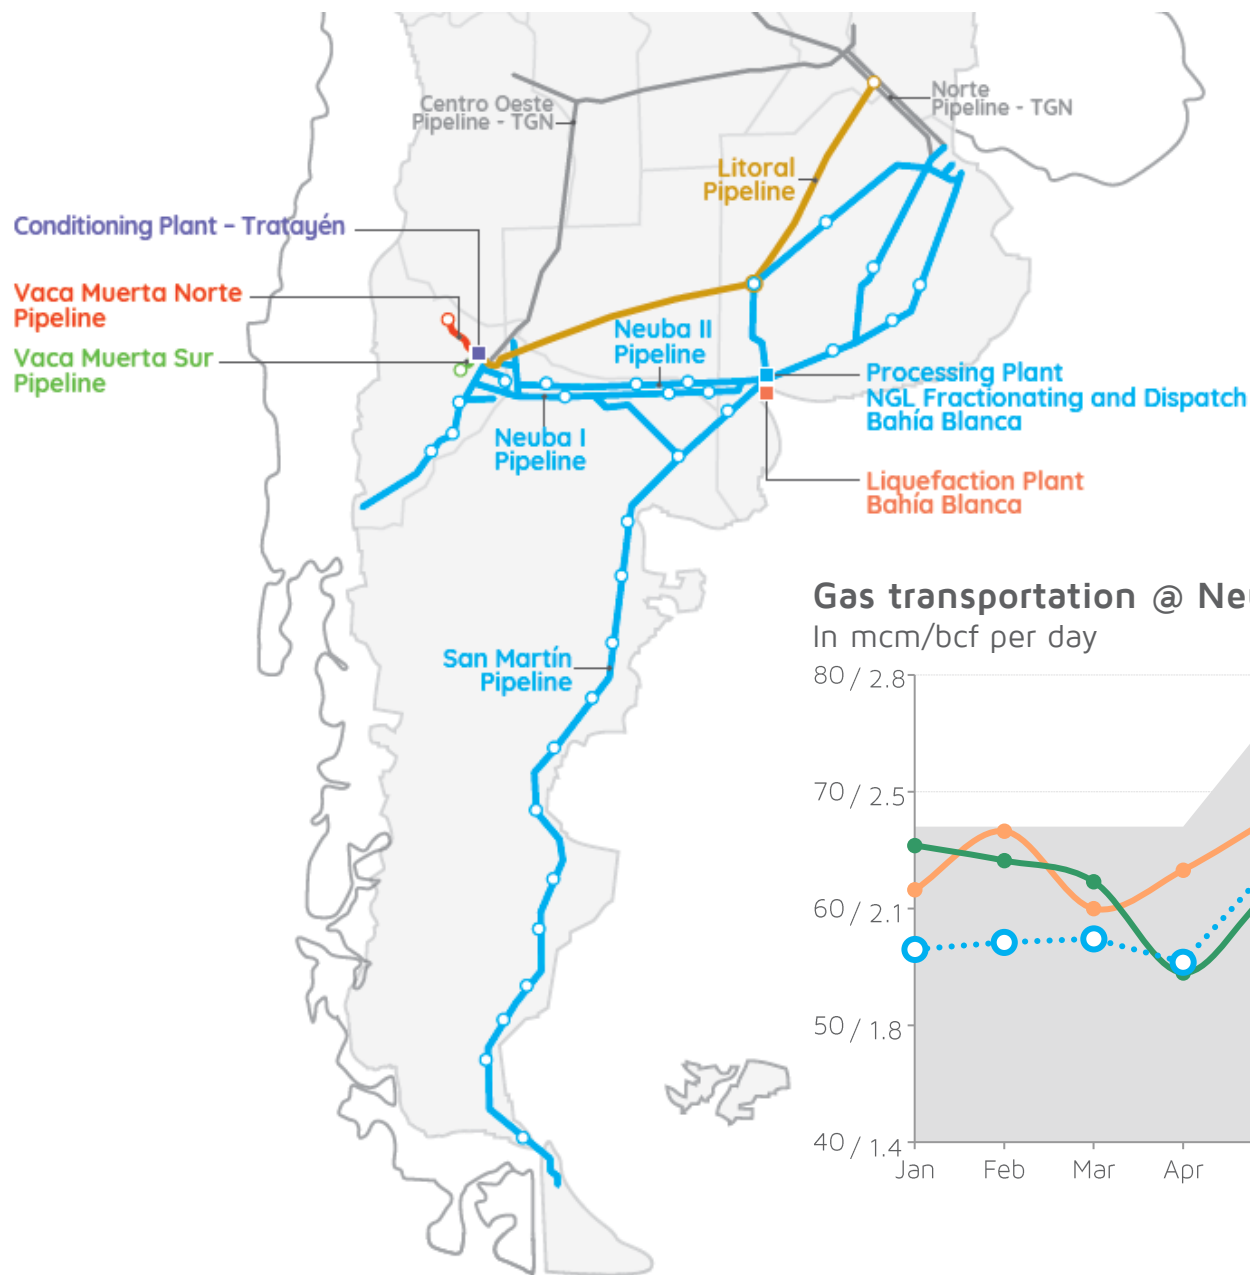 Centro Oeste
Pipeline - TGN
Norte
Pipeline - TGN
Litoral
Pipeline
Conditioning Plant – Tratayén
Vaca Muerta Norte
Pipeline
Vaca Muerta Sur
Pipeline
Neuba II
Pipeline
Processing Plant
NGL Fractionating and Dispatch
Bahía Blanca
Neuba I
Pipeline
Liquefaction Plant
Bahía Blanca
San Martín
Pipeline
Gas transportation @
In mcm/bcf per day
80 / 2.8
70 / 2.5
60 / 2.1
50 / 1.8
40 / 1.4
Jan Feb Mar Apr